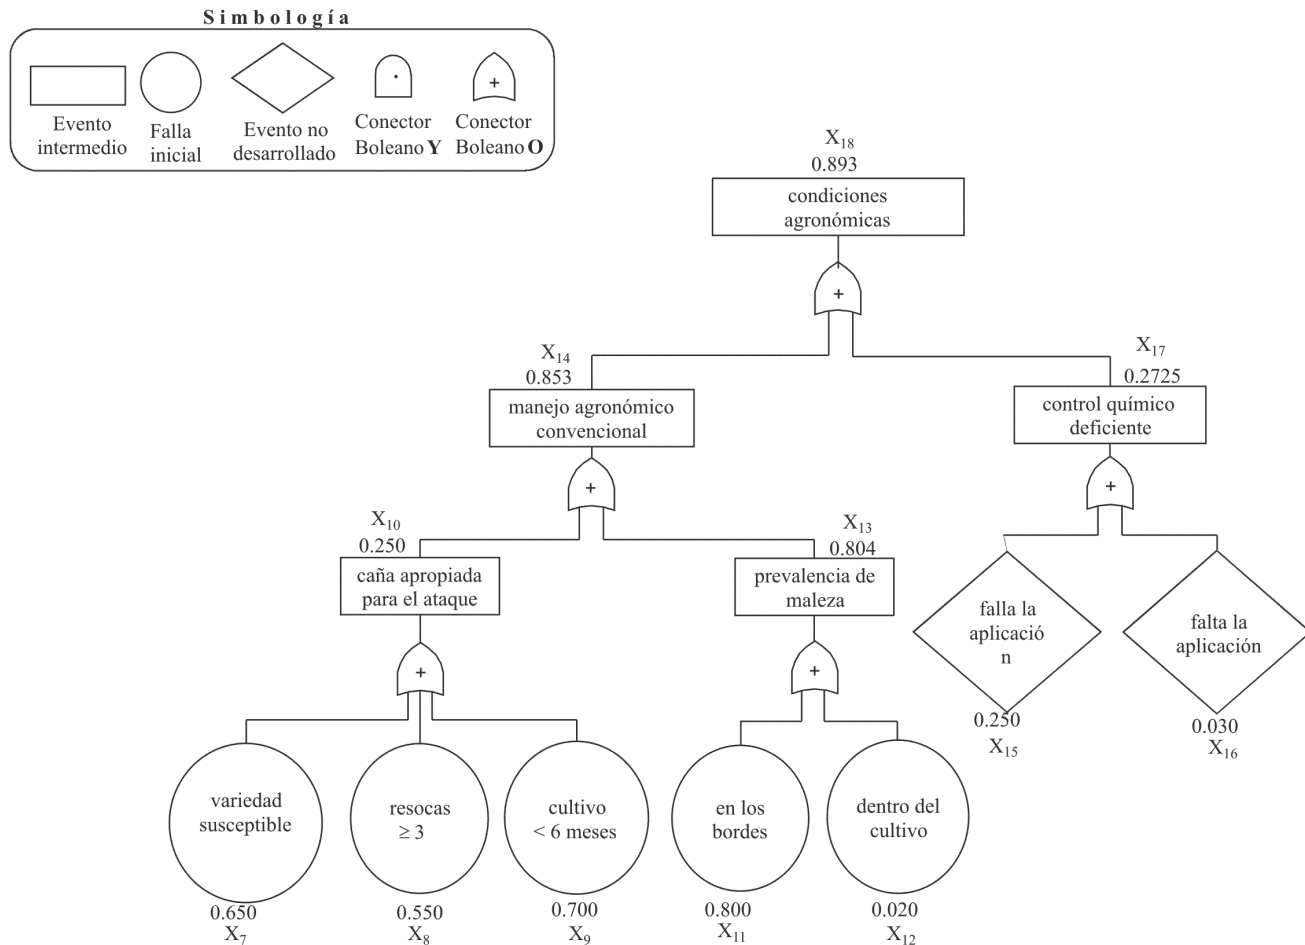 Simbología
Evento
intermedio
Falla
inicial
Evento no
desarrollado
Conector
Boleano Y
Conector
Boleano O
X18
0.893
condiciones
agronómicas
X14
0.853
manejo agronómico
convencional
X17
0.2725
control químico
deficiente
X10
0.250
caña apropiada
para el ataque
X13
0.804
prevalencia de
maleza
falla la
aplicació
n
0.250
X15
falta la
aplicación
0.030
X16
variedad
susceptible
0.650
X7
resocas
≥ 3
0.550
X8
cultivo
< 6 meses
0.700
X9
en los
bordes
0.800
X11
dentro del
cultivo
0.020
X12